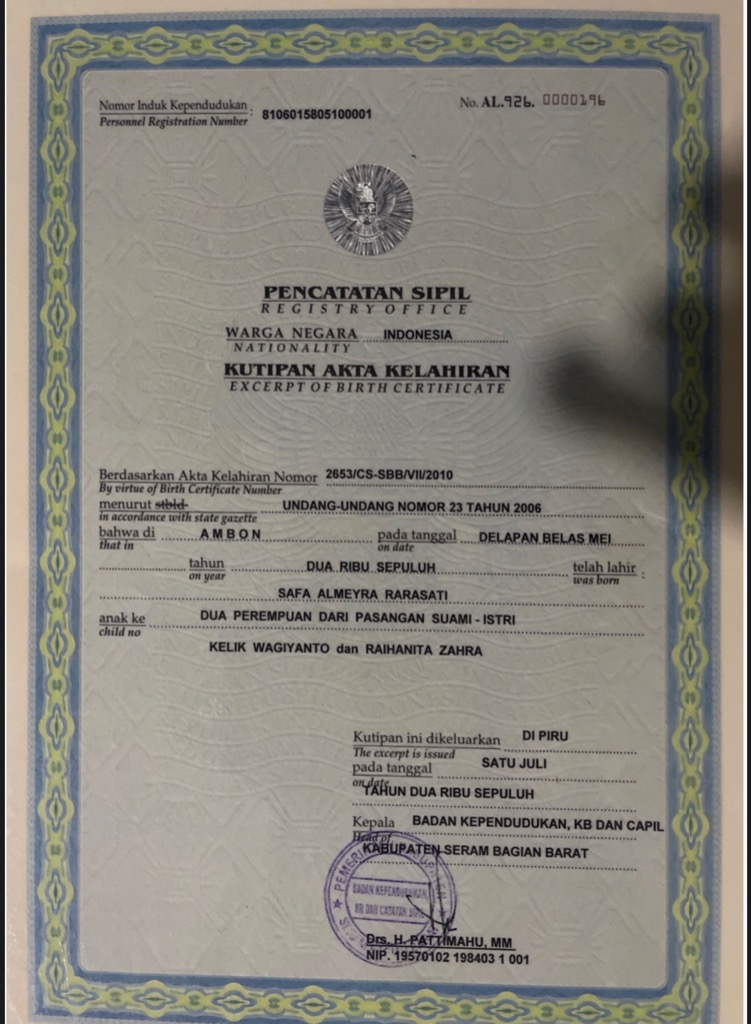 Nomor Induk Kependudukan : 8106015805100001
Personnel Registration Number
No. AL.926. 0000196
PENCATATAN SIPIL
REGISTRY OFFICE
WARGA NEGARA INDONESIA
NATIONALITY
KUTIPAN AKTA KELAHIRAN
EXCERPT OF BIRTH CERTIFICATE
Berdasarkan Akta Kelahiran Nomor 2653/CS-SBB/VII/2010
By virtue of Birth Certificate Number
menurut stbld UNDANG-UNDANG NOMOR 23 TAHUN 2006
in accordance with state gazette
bahwa di AMBON pada tanggal DELAPAN BELAS MEI
that in on date
tahun DUA RIBU SEPULUH telah lahir :
on year was born
SAFA ALMEYRA RARASATI
anak ke DUA PEREMPUAN DARI PASANGAN SUAMI - ISTRI
child no
KELIK WAGIYANTO dan RAIHANITA ZAHRA
Kutipan ini dikeluarkan DI PIRU
The excerpt is issued
pada tanggal SATU JULI
on date
TAHUN DUA RIBU SEPULUH
Kepala BADAN KEPENDUDUKAN, KB DAN CAPIL
Head of
KABUPATEN SERAM BAGIAN BARAT
BADAN KEPENDUDUKAN,
KB DAN CATATAN SIPIL
Drs. H. PATTIMAHU, MM
NIP. 19570102 198403 1 001